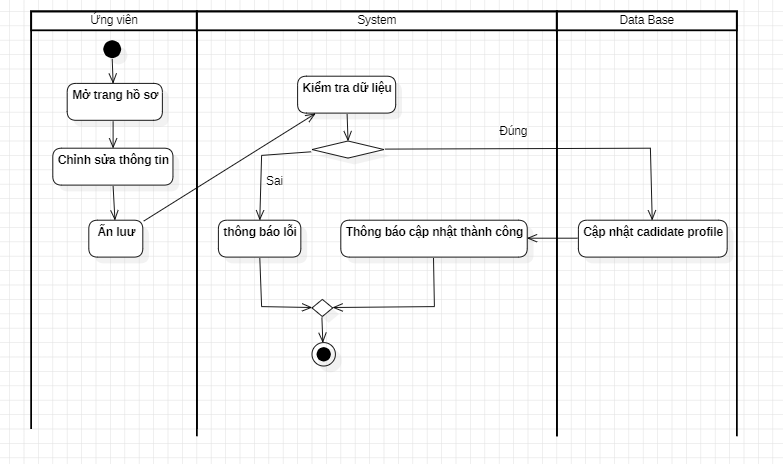 Ứng viên
System
Data Base
Mở trang hồ sơ
Kiểm tra dữ liệu
Đúng
Chỉnh sửa thông tin
Sai
Ấn luư
thông báo lỗi
Thông báo cập nhật thành công
Cập nhật cadidate profile